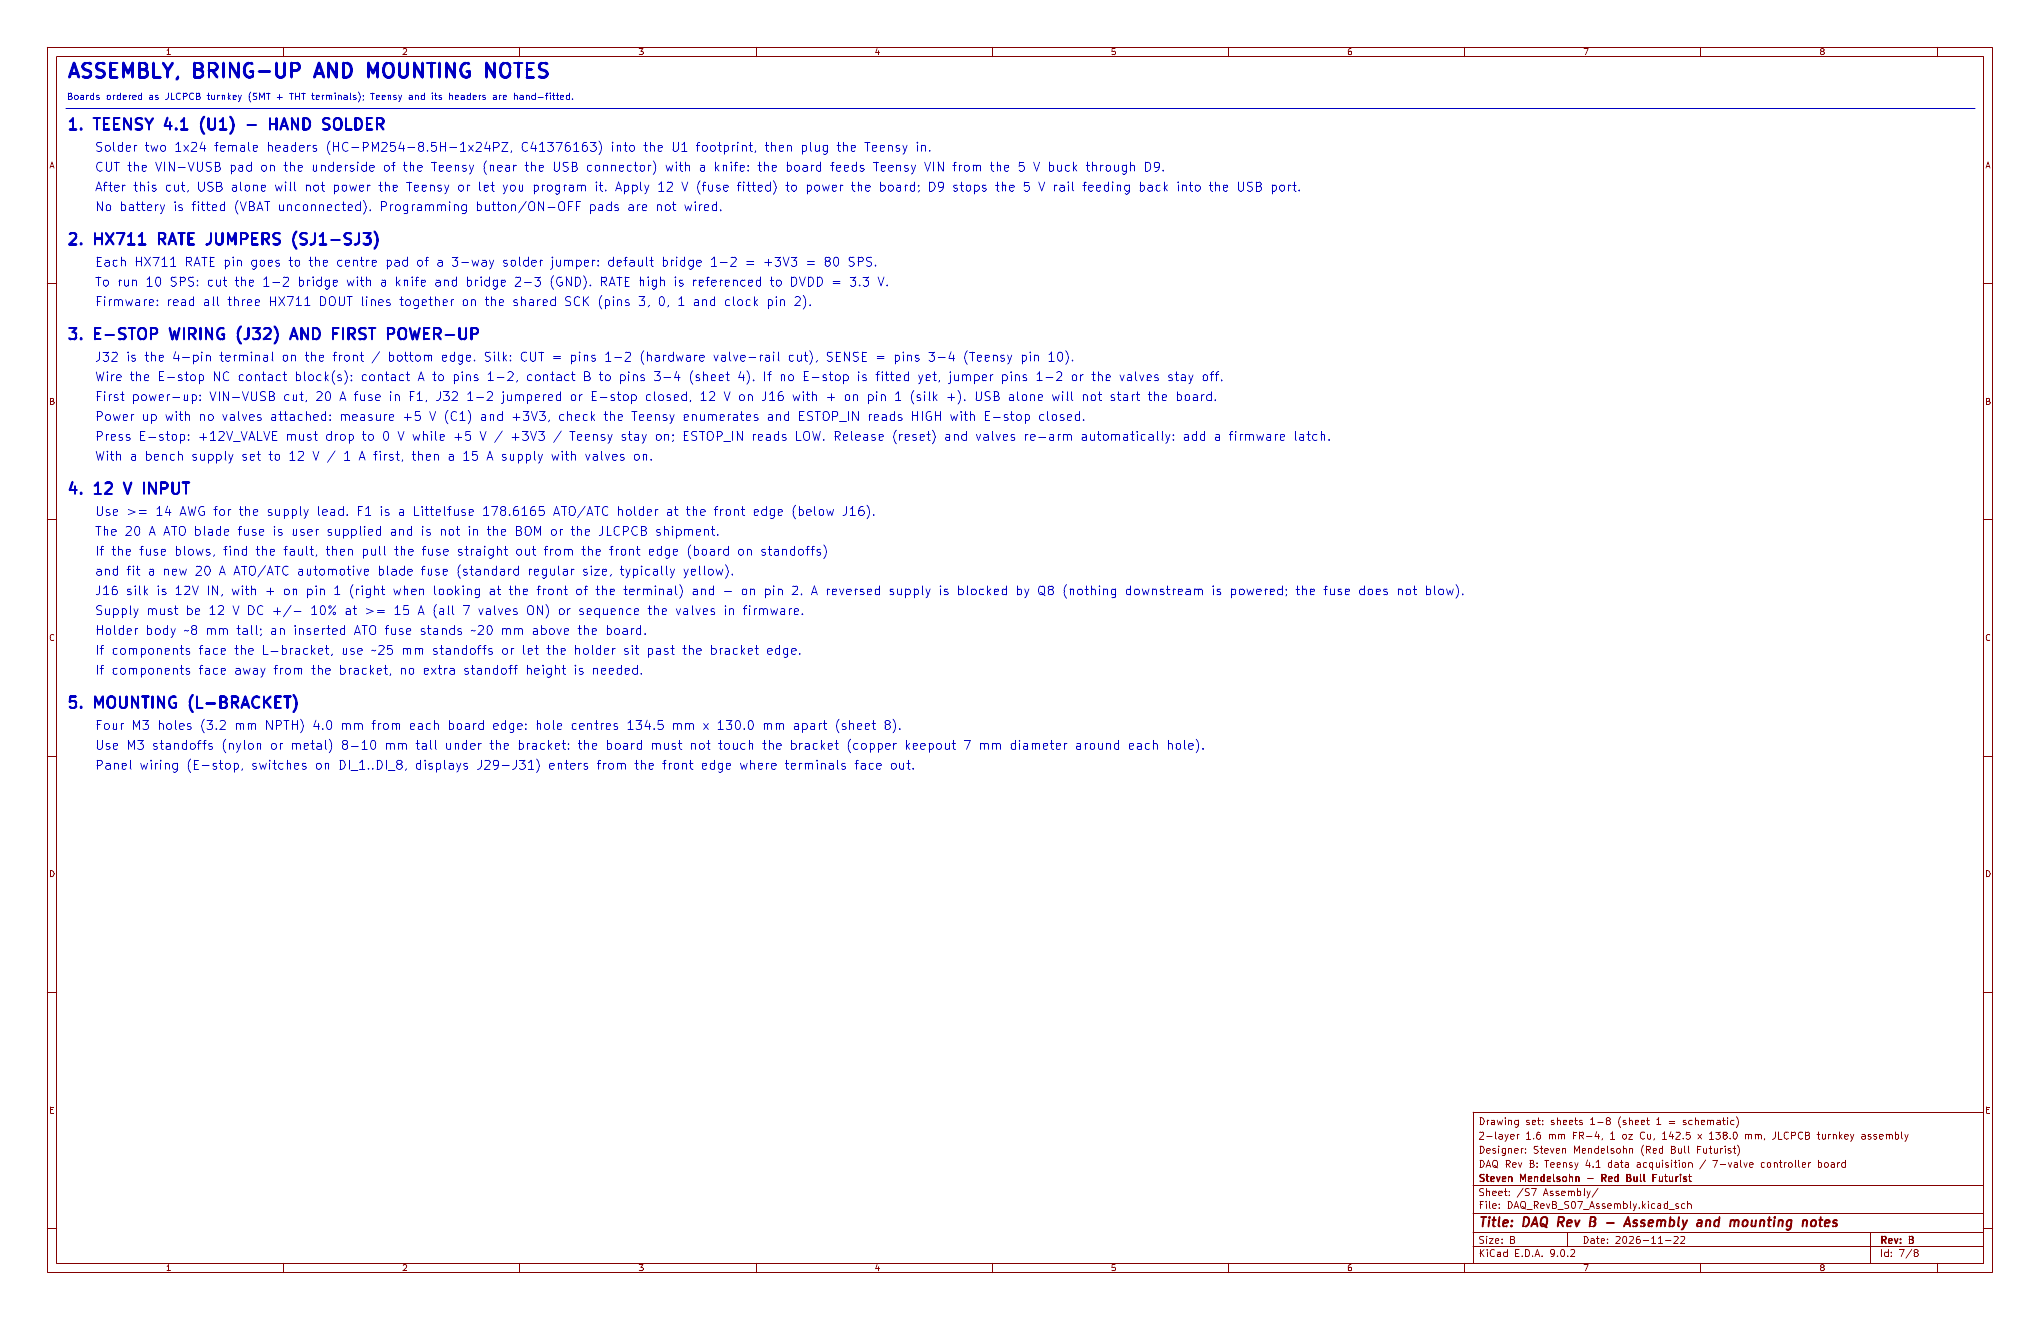 1 2 3 4 5 6 7 8
ASSEMBLY, BRING-UP AND MOUNTING NOTES
Boards ordered as JLCPCB turnkey (SMT + THT terminals); Teensy and its headers are hand-fitted.
1. TEENSY 4.1 (U1) - HAND SOLDER
Solder two 1x24 female headers (HC-PM254-8.5H-1x24PZ, C41376163) into the U1 footprint, then plug the Teensy in.
A A
CUT the VIN-VUSB pad on the underside of the Teensy (near the USB connector) with a knife: the board feeds Teensy VIN from the 5 V buck through D9.
After this cut, USB alone will not power the Teensy or let you program it. Apply 12 V (fuse fitted) to power the board; D9 stops the 5 V rail feeding back into the USB port.
No battery is fitted (VBAT unconnected). Programming button/ON-OFF pads are not wired.
2. HX711 RATE JUMPERS (SJ1-SJ3)
Each HX711 RATE pin goes to the centre pad of a 3-way solder jumper: default bridge 1-2 = +3V3 = 80 SPS.
To run 10 SPS: cut the 1-2 bridge with a knife and bridge 2-3 (GND). RATE high is referenced to DVDD = 3.3 V.
Firmware: read all three HX711 DOUT lines together on the shared SCK (pins 3, 0, 1 and clock pin 2).
3. E-STOP WIRING (J32) AND FIRST POWER-UP
J32 is the 4-pin terminal on the front / bottom edge. Silk: CUT = pins 1-2 (hardware valve-rail cut), SENSE = pins 3-4 (Teensy pin 10).
Wire the E-stop NC contact block(s): contact A to pins 1-2, contact B to pins 3-4 (sheet 4). If no E-stop is fitted yet, jumper pins 1-2 or the valves stay off.
First power-up: VIN-VUSB cut, 20 A fuse in F1, J32 1-2 jumpered or E-stop closed, 12 V on J16 with + on pin 1 (silk +). USB alone will not start the board.
B B
Power up with no valves attached: measure +5 V (C1) and +3V3, check the Teensy enumerates and ESTOP_IN reads HIGH with E-stop closed.
Press E-stop: +12V_VALVE must drop to 0 V while +5 V / +3V3 / Teensy stay on; ESTOP_IN reads LOW. Release (reset) and valves re-arm automatically: add a firmware latch.
With a bench supply set to 12 V / 1 A first, then a 15 A supply with valves on.
4. 12 V INPUT
Use >= 14 AWG for the supply lead. F1 is a Littelfuse 178.6165 ATO/ATC holder at the front edge (below J16).
The 20 A ATO blade fuse is user supplied and is not in the BOM or the JLCPCB shipment.
If the fuse blows, find the fault, then pull the fuse straight out from the front edge (board on standoffs)
and fit a new 20 A ATO/ATC automotive blade fuse (standard regular size, typically yellow).
J16 silk is 12V IN, with + on pin 1 (right when looking at the front of the terminal) and - on pin 2. A reversed supply is blocked by Q8 (nothing downstream is powered; the fuse does not blow).
Supply must be 12 V DC +/- 10% at >= 15 A (all 7 valves ON) or sequence the valves in firmware.
Holder body ~8 mm tall; an inserted ATO fuse stands ~20 mm above the board.
C C
If components face the L-bracket, use ~25 mm standoffs or let the holder sit past the bracket edge.
If components face away from the bracket, no extra standoff height is needed.
5. MOUNTING (L-BRACKET)
Four M3 holes (3.2 mm NPTH) 4.0 mm from each board edge: hole centres 134.5 mm x 130.0 mm apart (sheet 8).
Use M3 standoffs (nylon or metal) 8-10 mm tall under the bracket: the board must not touch the bracket (copper keepout 7 mm diameter around each hole).
Panel wiring (E-stop, switches on DI_1..DI_8, displays J29-J31) enters from the front edge where terminals face out.
D D
E E
Drawing set: sheets 1-8 (sheet 1 = schematic)
2-layer 1.6 mm FR-4, 1 oz Cu, 142.5 x 138.0 mm, JLCPCB turnkey assembly
Designer: Steven Mendelsohn (Red Bull Futurist)
DAQ Rev B: Teensy 4.1 data acquisition / 7-valve controller board
Steven Mendelsohn - Red Bull Futurist
Sheet: /S7 Assembly/
File: DAQ_RevB_S07_Assembly.kicad_sch
Title: DAQ Rev B - Assembly and mounting notes
Size: B Date: 2026-11-22 Rev: B
KiCad E.D.A. 9.0.2 Id: 7/8
1 2 3 4 5 6 7 8